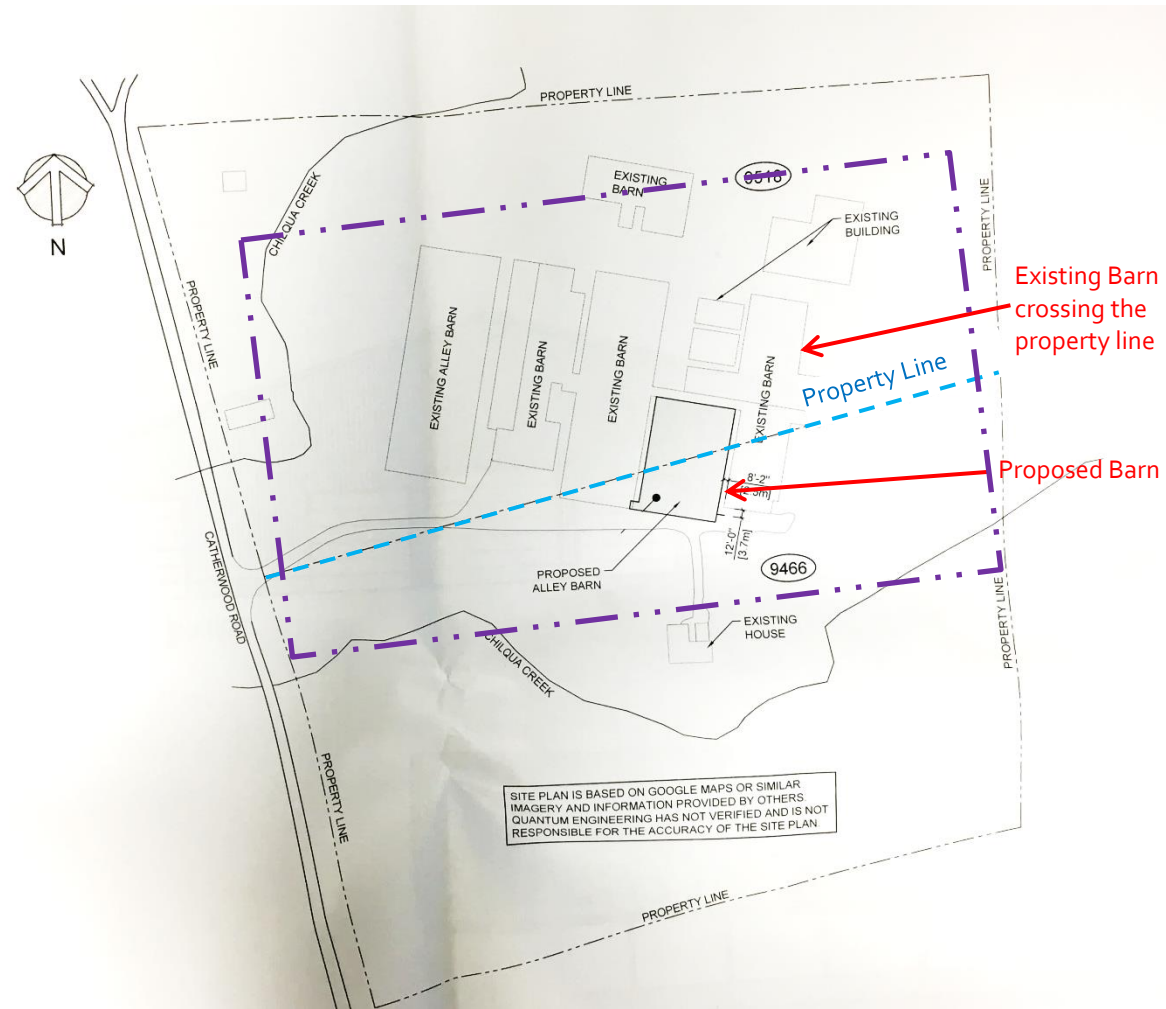 PROPERTY LINE
N
CHILQUA CREEK
EXISTING
BARN
9518
EXISTING
BUILDING
PROPERTY LINE
PROPERTY LINE
Existing Barn
crossing the
property line
EXISTING ALLEY BARN
EXISTING BARN
EXISTING BARN
EXISTING BARN
Property Line
8'-2"
Proposed Barn
12'-0"
[3.7m]
CATHERWOOD ROAD
PROPOSED
ALLEY BARN
9466
EXISTING
HOUSE
PROPERTY LINE
CHILQUA CREEK
PROPERTY LINE
SITE PLAN IS BASED ON GOOGLE MAPS OR SIMILAR
IMAGERY AND INFORMATION PROVIDED BY OTHERS.
QUANTUM ENGINEERING HAS NOT VERIFIED AND IS NOT
RESPONSIBLE FOR THE ACCURACY OF THE SITE PLAN.
PROPERTY LINE